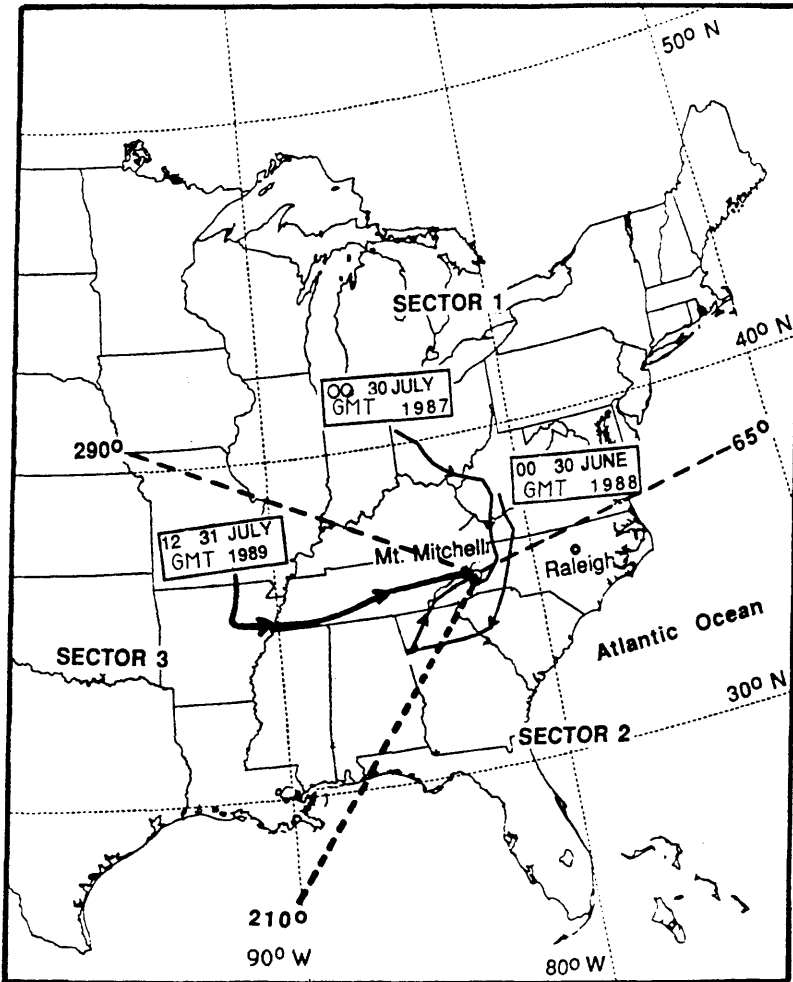 50° N
SECTOR 1
40° N
00 30 JULY
GMT 1987
290°
65°
00 30 JUNE
GMT 1988
12 31 JULY
GMT 1989
Mt. Mitchell
Raleigh
SECTOR 3
Atlantic Ocean
30° N
SECTOR 2
210°
90° W
80° W